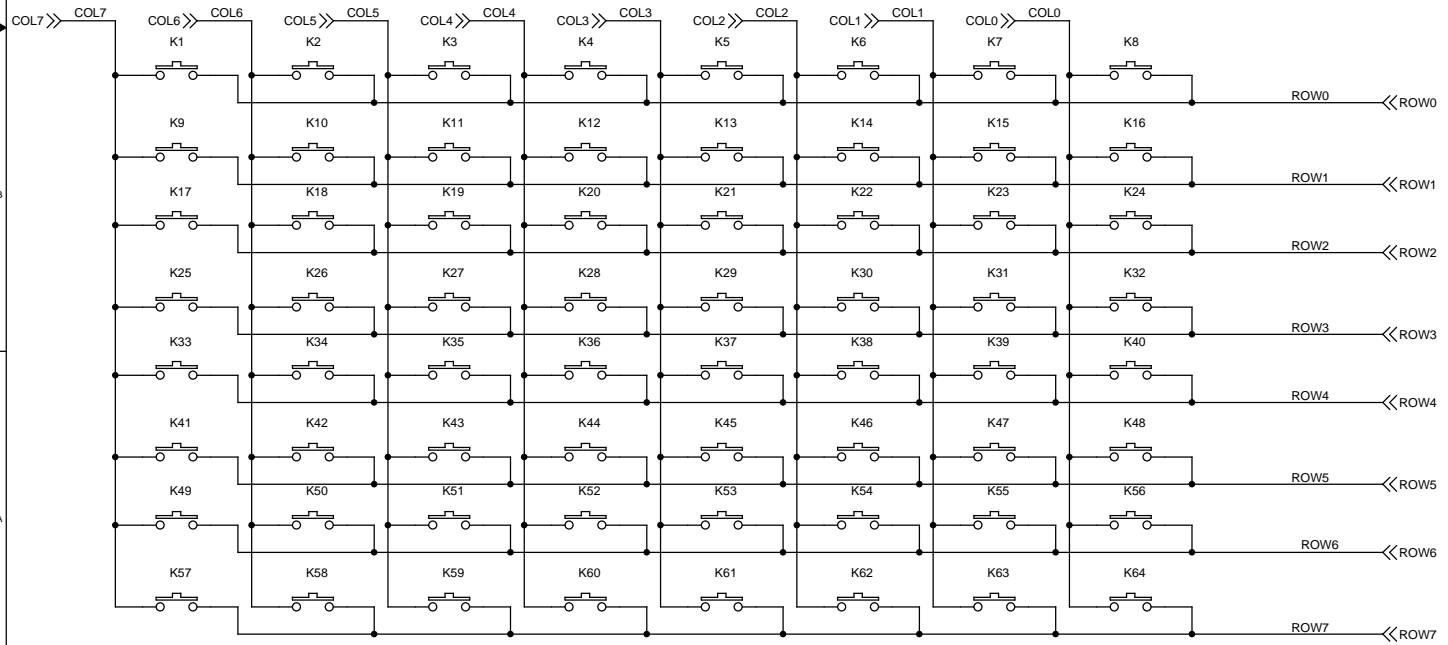 COL7 COL7 COL6 COL6 COL5 COL5 COL4 COL4 COL3 COL3 COL2 COL2 COL1 COL1 COL0 COL0
K1 K2 K3 K4 K5 K6 K7 K8
ROW0 ROW0
K9 K10 K11 K12 K13 K14 K15 K16
ROW1 ROW1
K17 K18 K19 K20 K21 K22 K23 K24
ROW2 ROW2
K25 K26 K27 K28 K29 K30 K31 K32
ROW3 ROW3
K33 K34 K35 K36 K37 K38 K39 K40
ROW4 ROW4
K41 K42 K43 K44 K45 K46 K47 K48
ROW5 ROW5
K49 K50 K51 K52 K53 K54 K55 K56
ROW6 ROW6
K57 K58 K59 K60 K61 K62 K63 K64
ROW7 ROW7